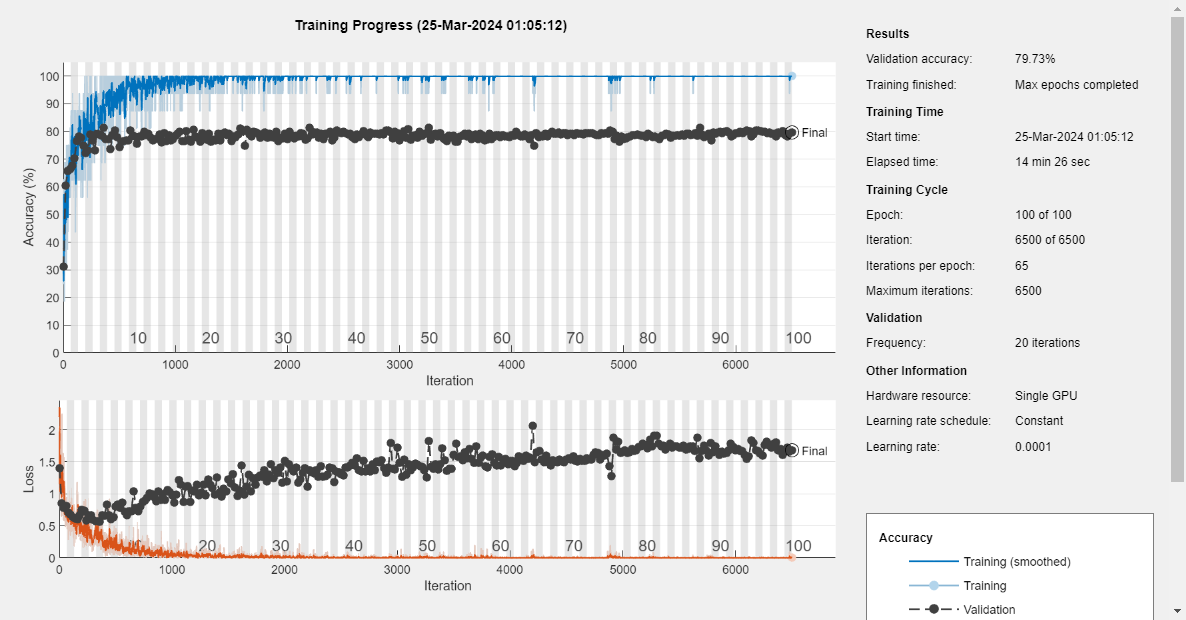 Training Progress (25-Mar-2024 01:05:12)
100
90
80
70
60
50
40
30
20
10
0
Accuracy (%)
Final
10 20 30 40 50 60 70 80 90 100
0 1000 2000 3000 4000 5000 6000
Iteration
2
1.5
1
0.5
0
Loss
Final
10 20 30 40 50 60 70 80 90 100
0 1000 2000 3000 4000 5000 6000
Iteration
Results
Validation accuracy: 79.73%
Training finished: Max epochs completed
Training Time
Start time: 25-Mar-2024 01:05:12
Elapsed time: 14 min 26 sec
Training Cycle
Epoch: 100 of 100
Iteration: 6500 of 6500
Iterations per epoch: 65
Maximum iterations: 6500
Validation
Frequency: 20 iterations
Other Information
Hardware resource: Single GPU
Learning rate schedule: Constant
Learning rate: 0.0001
Accuracy
Training (smoothed)
Training
Validation